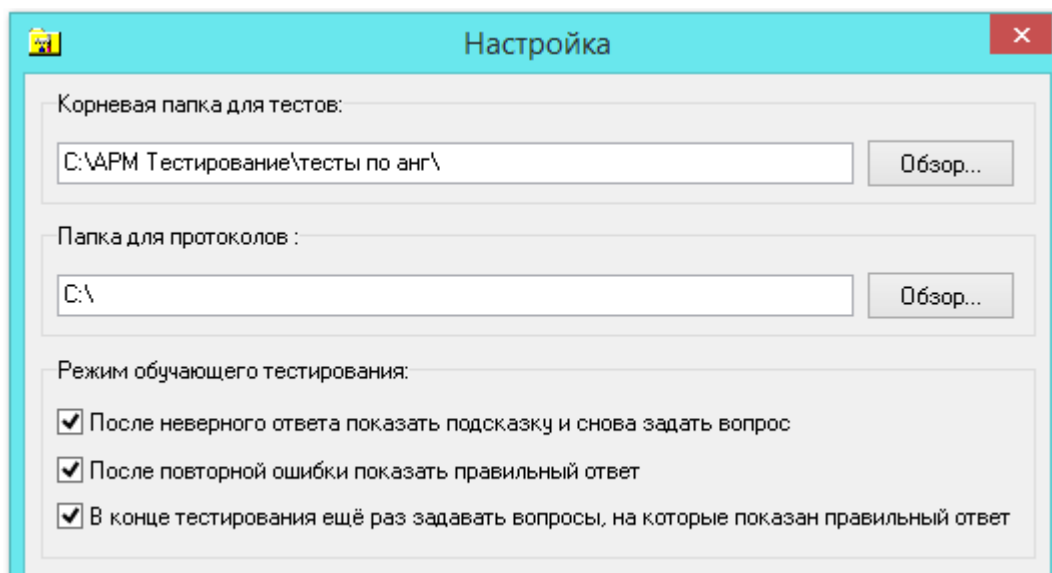 Настройка
Корневая папка для тестов:
C:\АРМ Тестирование\тесты по анг\
Обзор...
Папка для протоколов :
C:\
Обзор...
Режим обучающего тестирования:
После неверного ответа показать подсказку и снова задать вопрос
После повторной ошибки показать правильный ответ
В конце тестирования ещё раз задавать вопросы, на которые показан правильный ответ